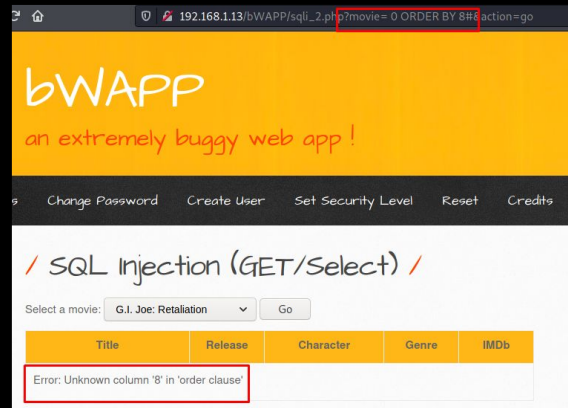 192.168.1.13/bWAPP/sqli_2.php?movie= 0 ORDER BY 8#&action=go
bWAPP
an extremely buggy web app !
s Change Password Create User Set Security Level Reset Credits
/ SQL Injection (GET/Select) /
Select a movie: G.I. Joe: Retaliation Go
Title Release Character Genre IMDb
Error: Unknown column '8' in 'order clause'